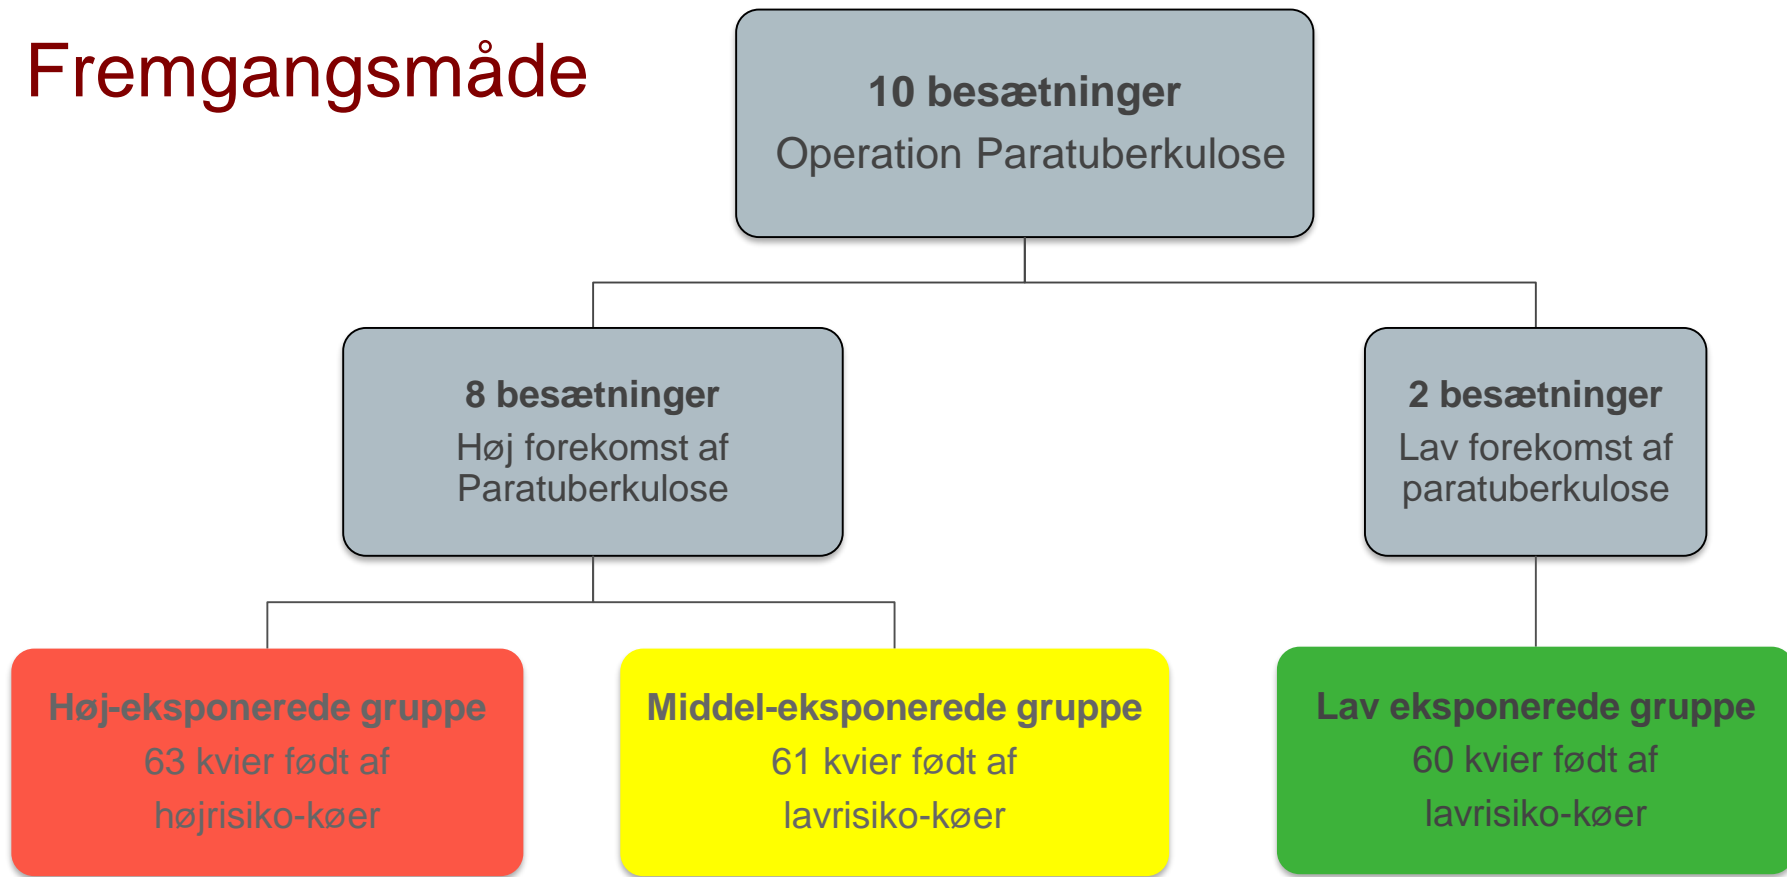 Fremgangsmåde
10 besætninger
Operation Paratuberkulose
8 besætninger
Høj forekomst af
Paratuberkulose
2 besætninger
Lav forekomst af
paratuberkulose
Høj-eksponerede gruppe
63 kvier født af
højrisiko-køer
Middel-eksponerede gruppe
61 kvier født af
lavrisiko-køer
Lav eksponerede gruppe
60 kvier født af
lavrisiko-køer